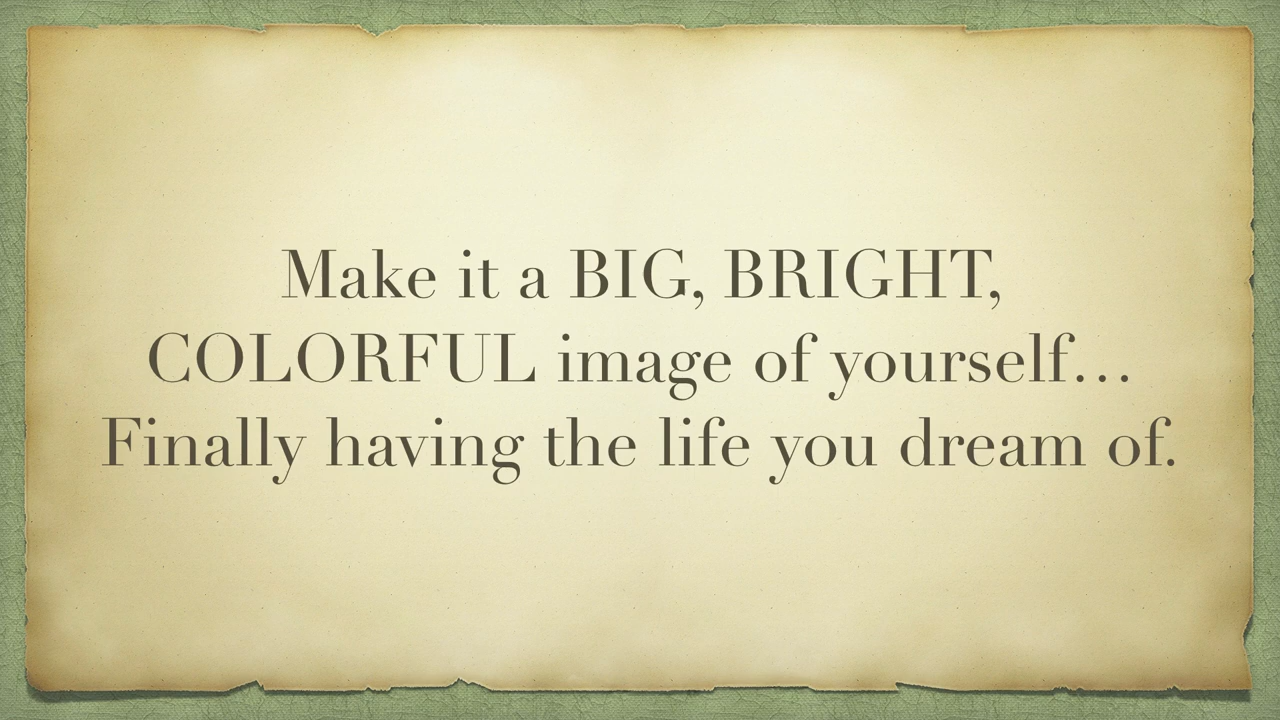 Make it a BIG, BRIGHT,
COLORFUL image of yourself…
Finally having the life you dream of.